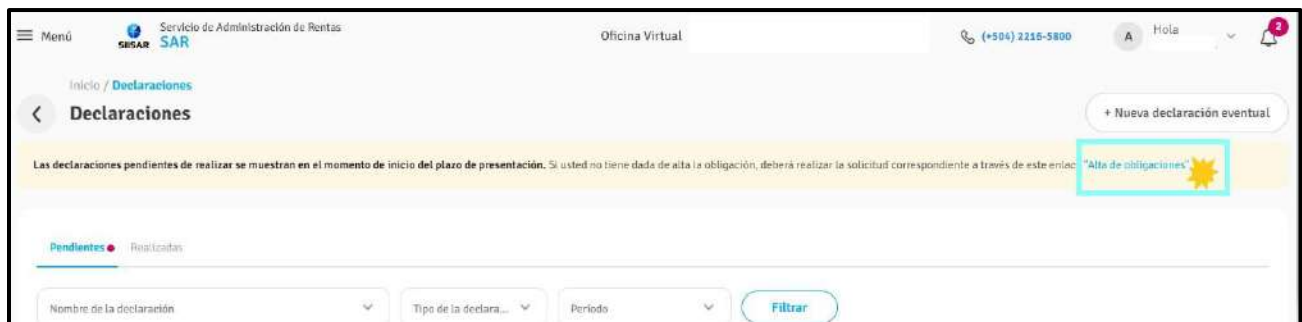 Menú
SIISAR
Servicio de Administración de Rentas
SAR
Oficina Virtual
(+504) 2216-5800
A
Hola
2
Inicio / Declaraciones
Declaraciones
+ Nueva declaración eventual
Las declaraciones pendientes de realizar se muestran en el momento de inicio del plazo de presentación. Si usted no tiene dada de alta la obligación, deberá realizar la solicitud correspondiente a través de este enlac "Alta de obligaciones"
Pendientes Realizadas
Nombre de la declaración
Tipo de la declara...
Período
Filtrar